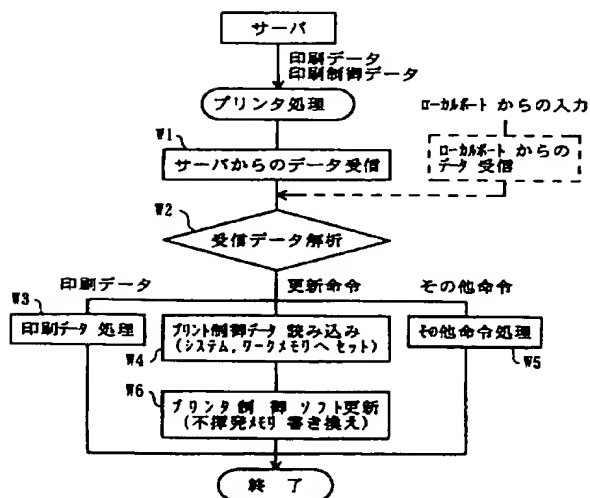 サーバ
印刷データ
印刷制御データ
プリンタ処理
ローカルポート からの入力
W1
サーバからのデータ受信
ローカルポート からの
データ 受信
W2
受信データ解析
印刷データ
更新命令
その他命令
W3
印刷データ 処理
W4
プリント制御データ 読み込み
(システム,ワークメモリへ セット)
その他命令処理
W5
W6
プリンタ 制 御 ソフト更新
(不揮発メモリ 書き換え)
終 了